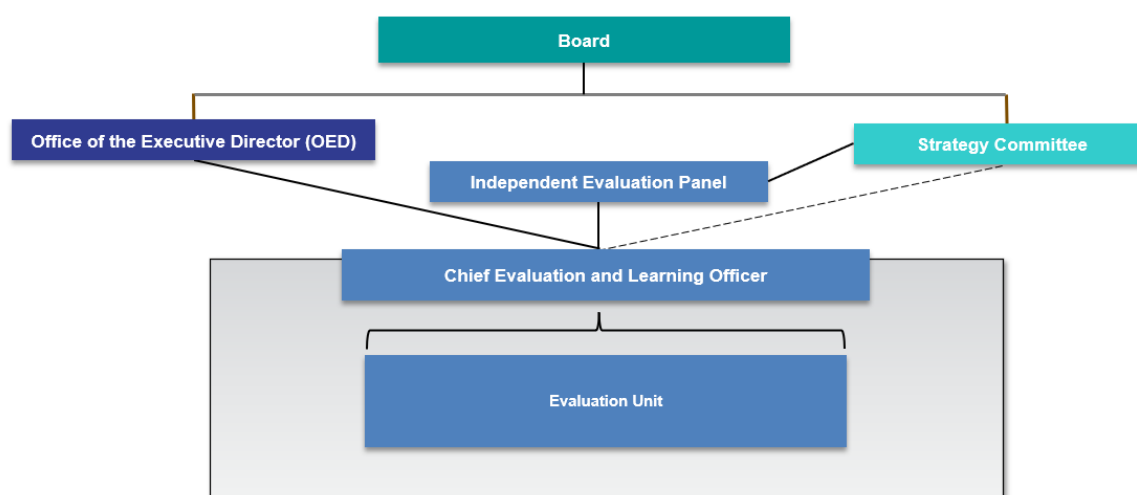 Board
Office of the Executive Director (OED)
Strategy Committee
Independent Evaluation Panel
Chief Evaluation and Learning Officer
Evaluation Unit